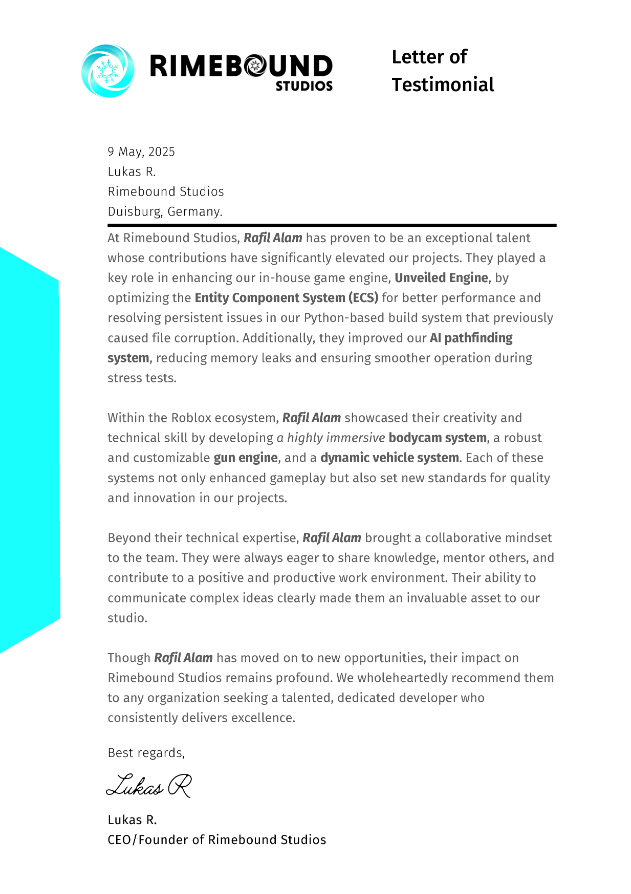 RIMEBOUND
STUDIOS
Letter of
Testimonial
9 May, 2025
Lukas R.
Rimebound Studios
Duisburg, Germany.
At Rimebound Studios, Rafil Alam has proven to be an exceptional talent
whose contributions have significantly elevated our projects. They played a
key role in enhancing our in-house game engine, Unveiled Engine, by
optimizing the Entity Component System (ECS) for better performance and
resolving persistent issues in our Python-based build system that previously
caused file corruption. Additionally, they improved our AI pathfinding
system, reducing memory leaks and ensuring smoother operation during
stress tests.
Within the Roblox ecosystem, Rafil Alam showcased their creativity and
technical skill by developing a highly immersive bodycam system, a robust
and customizable gun engine, and a dynamic vehicle system. Each of these
systems not only enhanced gameplay but also set new standards for quality
and innovation in our projects.
Beyond their technical expertise, Rafil Alam brought a collaborative mindset
to the team. They were always eager to share knowledge, mentor others, and
contribute to a positive and productive work environment. Their ability to
communicate complex ideas clearly made them an invaluable asset to our
studio.
Though Rafil Alam has moved on to new opportunities, their impact on
Rimebound Studios remains profound. We wholeheartedly recommend them
to any organization seeking a talented, dedicated developer who
consistently delivers excellence.
Best regards,
Lukas R
Lukas R.
CEO/Founder of Rimebound Studios